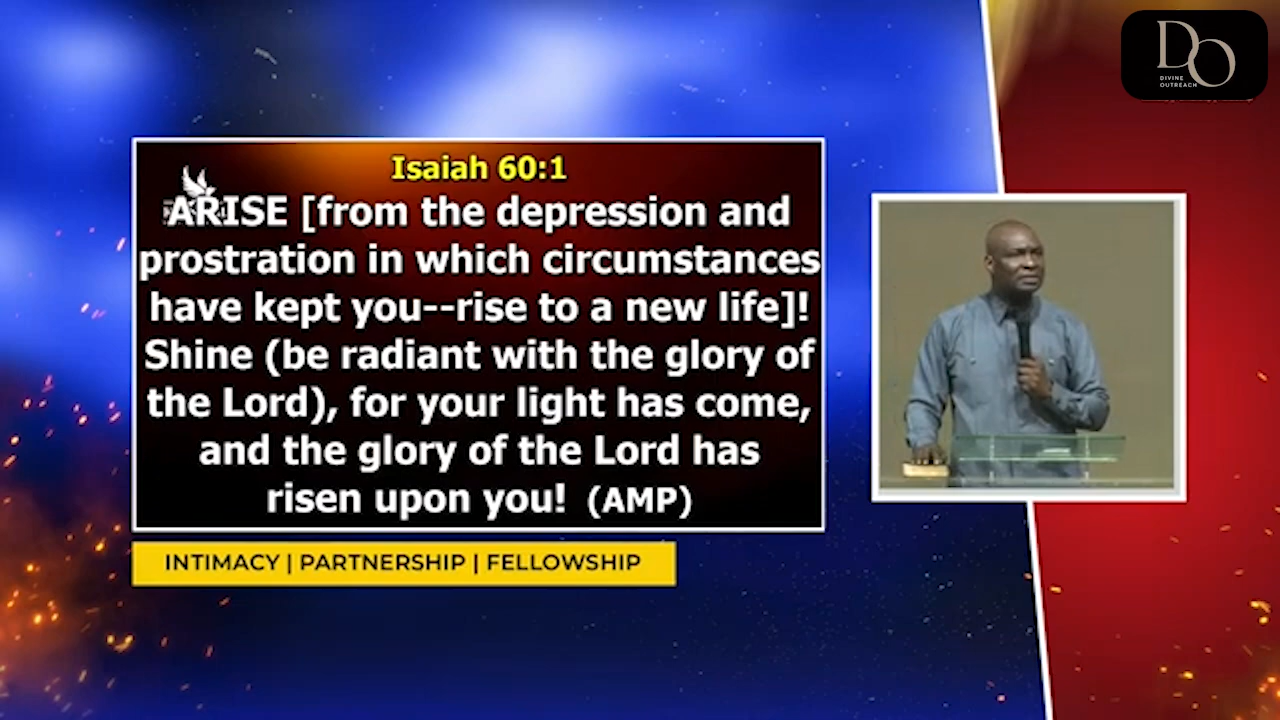 DO
DIVINE
OUTREACH
Isaiah 60:1
ARISE [from the depression and
prostration in which circumstances
have kept you--rise to a new life]!
Shine (be radiant with the glory of
the Lord), for your light has come,
and the glory of the Lord has
risen upon you! (AMP)
INTIMACY | PARTNERSHIP | FELLOWSHIP